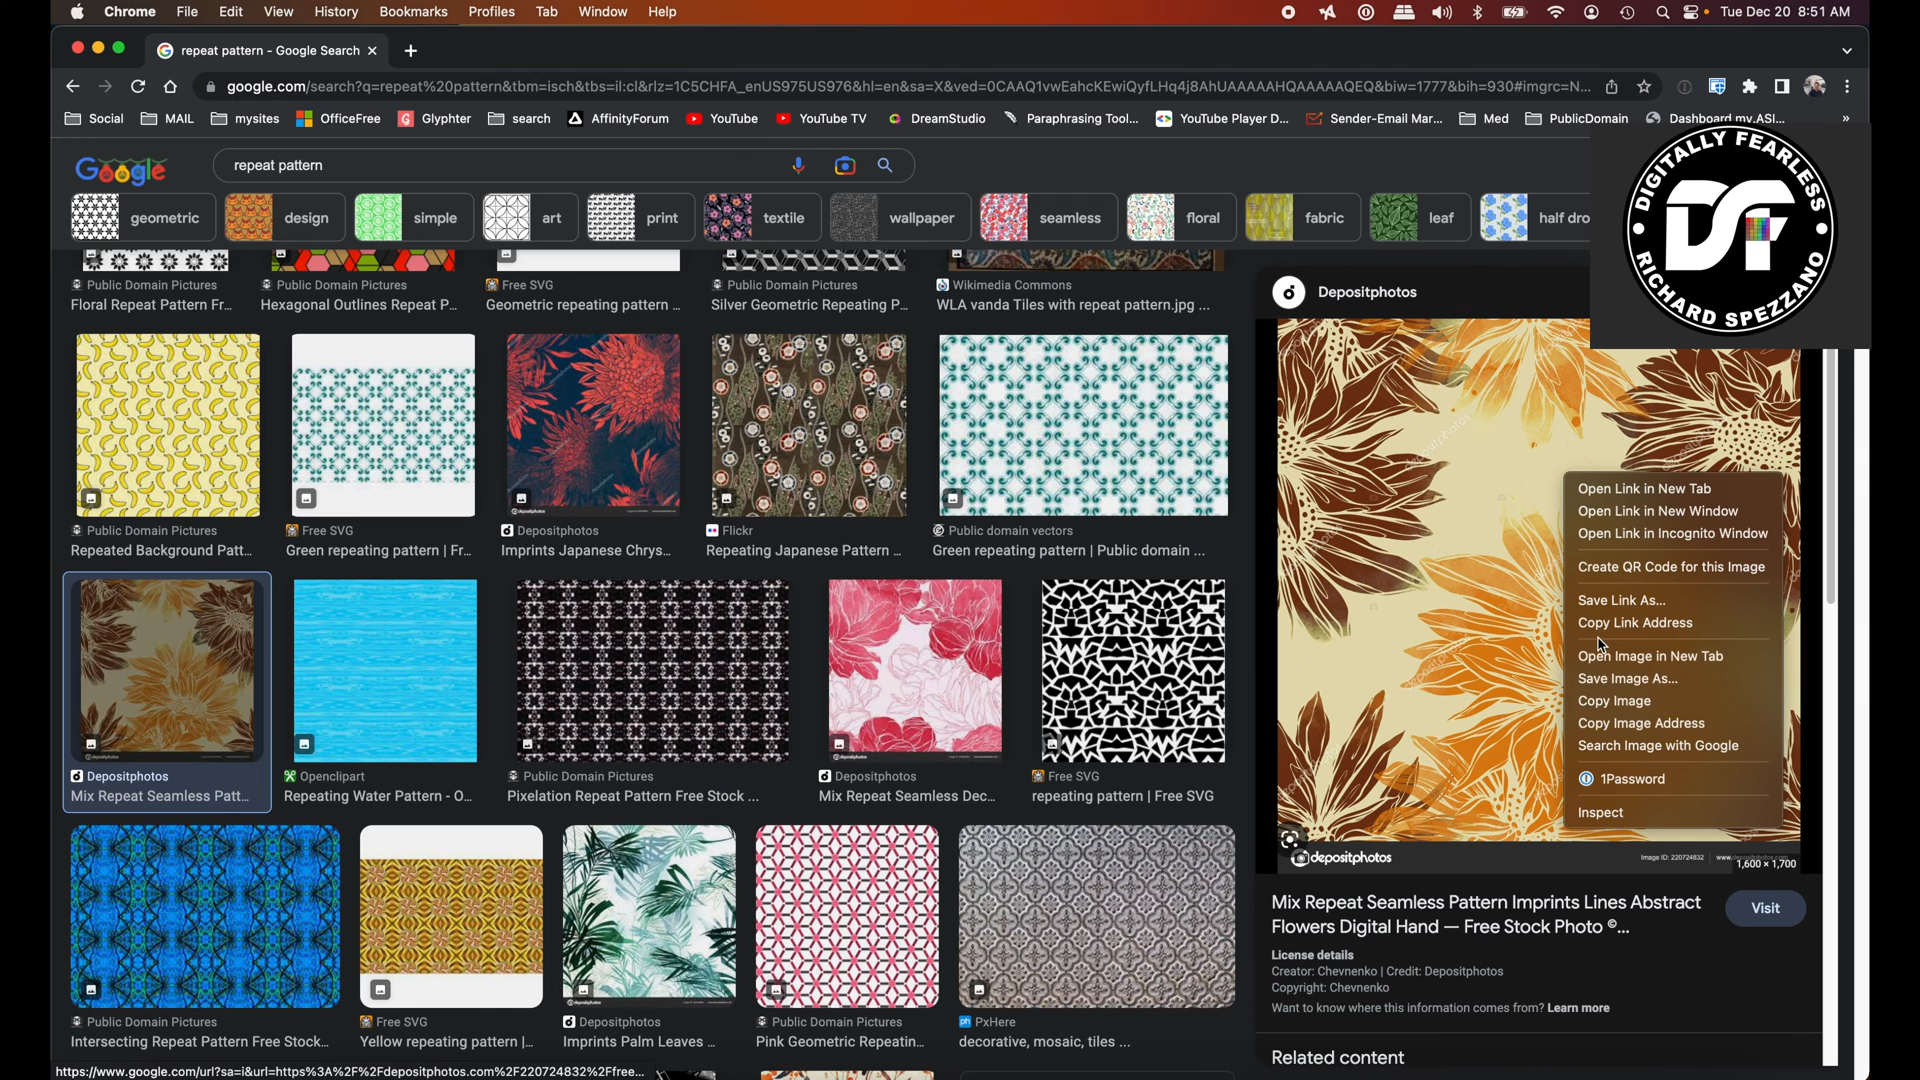 Chrome File Edit View History Bookmarks Profiles Tab Window Help Tue Dec 20 8:51 AM
repeat pattern - Google Search
google.com/search?q=repeat%20pattern&tbm=isch&tbs=il:cl&rlz=1C5CHFA_enUS975US976&hl=en&sa=X&ved=0CAAQ1vwEahcKEwiQyfLHq4j8AhUAAAAAHQAAAAAQEQ&biw=1777&bih=930#imgrc=N...
Social MAIL mysites OfficeFree Glyphter search AffinityForum YouTube YouTube TV DreamStudio Paraphrasing Tool... YouTube Player D... Sender-Email Mar... Med PublicDomain Dashboard my.ASI... »
Google repeat pattern
DIGITALLY FEARLESS
DSF
RICHARD SPEZZANO
geometric design simple art print textile wallpaper seamless floral fabric leaf half dro
Public Domain Pictures Public Domain Pictures Free SVG Public Domain Pictures Wikimedia Commons
Floral Repeat Pattern Fr... Hexagonal Outlines Repeat P... Geometric repeating pattern ... Silver Geometric Repeating P... WLA vanda Tiles with repeat pattern.jpg ...
Public Domain Pictures Free SVG Depositphotos Flickr Public domain vectors
Repeated Background Patt... Green repeating pattern | Fr... Imprints Japanese Chrys... Repeating Japanese Pattern ... Green repeating pattern | Public domain ...
Depositphotos Openclipart Public Domain Pictures Depositphotos Free SVG
Mix Repeat Seamless Patt... Repeating Water Pattern - O... Pixelation Repeat Pattern Free Stock ... Mix Repeat Seamless Dec... repeating pattern | Free SVG
Public Domain Pictures Free SVG Depositphotos Public Domain Pictures PxHere
Intersecting Repeat Pattern Free Stock... Yellow repeating pattern |... Imprints Palm Leaves ... Pink Geometric Repeatin... decorative, mosaic, tiles ...
Depositphotos
Open Link in New Tab
Open Link in New Window
Open Link in Incognito Window
Create QR Code for this Image
Save Link As...
Copy Link Address
Open Image in New Tab
Save Image As...
Copy Image
Copy Image Address
Search Image with Google
1Password
Inspect
depositphotos Image ID: 220724832
1,600 × 1,700
Mix Repeat Seamless Pattern Imprints Lines Abstract
Flowers Digital Hand — Free Stock Photo ©...
Visit
License details
Creator: Chevnenko | Credit: Depositphotos
Copyright: Chevnenko
Want to know where this information comes from? Learn more
Related content
https://www.google.com/url?sa=i&url=https%3A%2F%2Fdepositphotos.com%2F220724832%2Ffree...